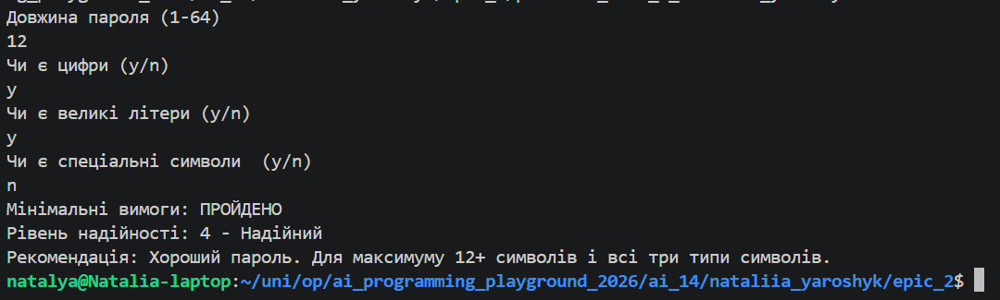 Довжина пароля (1-64)
12
Чи є цифри (y/n)
y
Чи є великі літери (y/n)
y
Чи є спеціальні символи  (y/n)
n
Мінімальні вимоги: ПРОЙДЕНО
Рівень надійності: 4 - Надійний
Рекомендація: Хороший пароль. Для максимуму 12+ символів і всі три типи символів.
natalya@Natalia-laptop:~/uni/op/ai_programming_playground_2026/ai_14/nataliia_yaroshyk/epic_2$